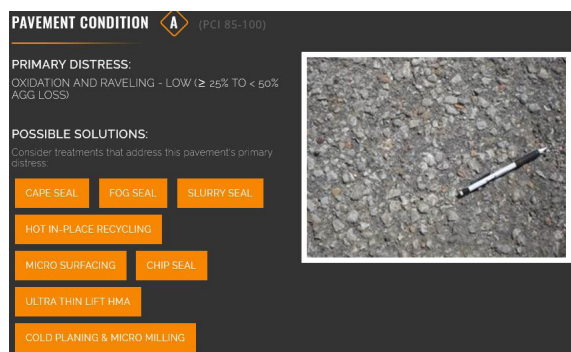 PAVEMENT CONDITION A (PCI 85-100)
PRIMARY DISTRESS:
OXIDATION AND RAVELING - LOW (≥ 25% TO < 50%
AGG LOSS)
POSSIBLE SOLUTIONS:
Consider treatments that address this pavement's primary
distress:
CAPE SEAL FOG SEAL SLURRY SEAL
HOT IN-PLACE RECYCLING
MICRO SURFACING CHIP SEAL
ULTRA THIN LIFT HMA
COLD PLANING & MICRO MILLING